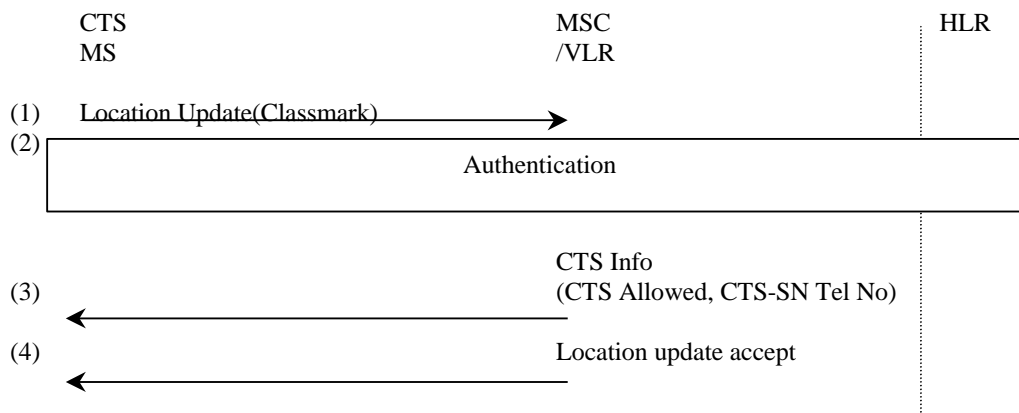 CTS MSC HLR
MS /VLR
(1) Location Update(Classmark)
(2)
Authentication
CTS Info
(3) (CTS Allowed, CTS-SN Tel No)
(4) Location update accept